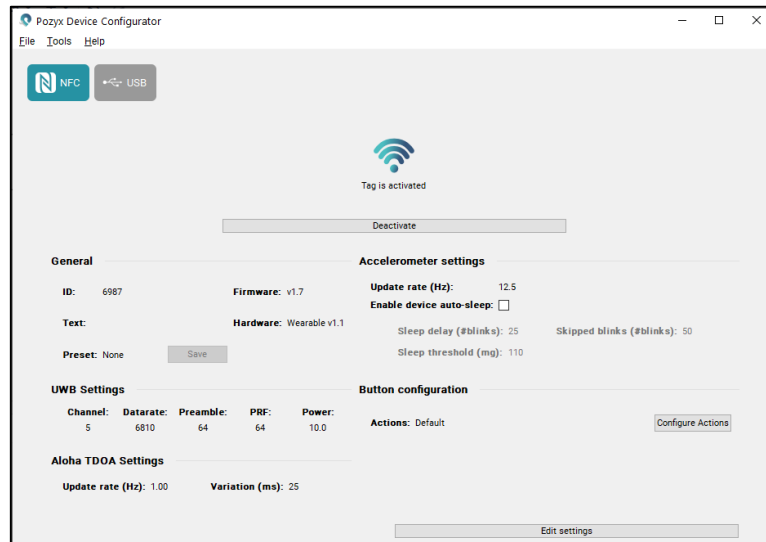 Pozyx Device Configurator
File Tools Help
NFC USB
Tag is activated
Deactivate
General
ID: 6987 Firmware: v1.7
Text: Hardware: Wearable v1.1
Preset: None Save
UWB Settings
Channel: Datarate: Preamble: PRF: Power:
5 6810 64 64 10.0
Aloha TDOA Settings
Update rate (Hz): 1.00 Variation (ms): 25
Accelerometer settings
Update rate (Hz): 12.5
Enable device auto-sleep:
Sleep delay (#blinks): 25 Skipped blinks (#blinks): 50
Sleep threshold (mg): 110
Button configuration
Actions: Default Configure Actions
Edit settings